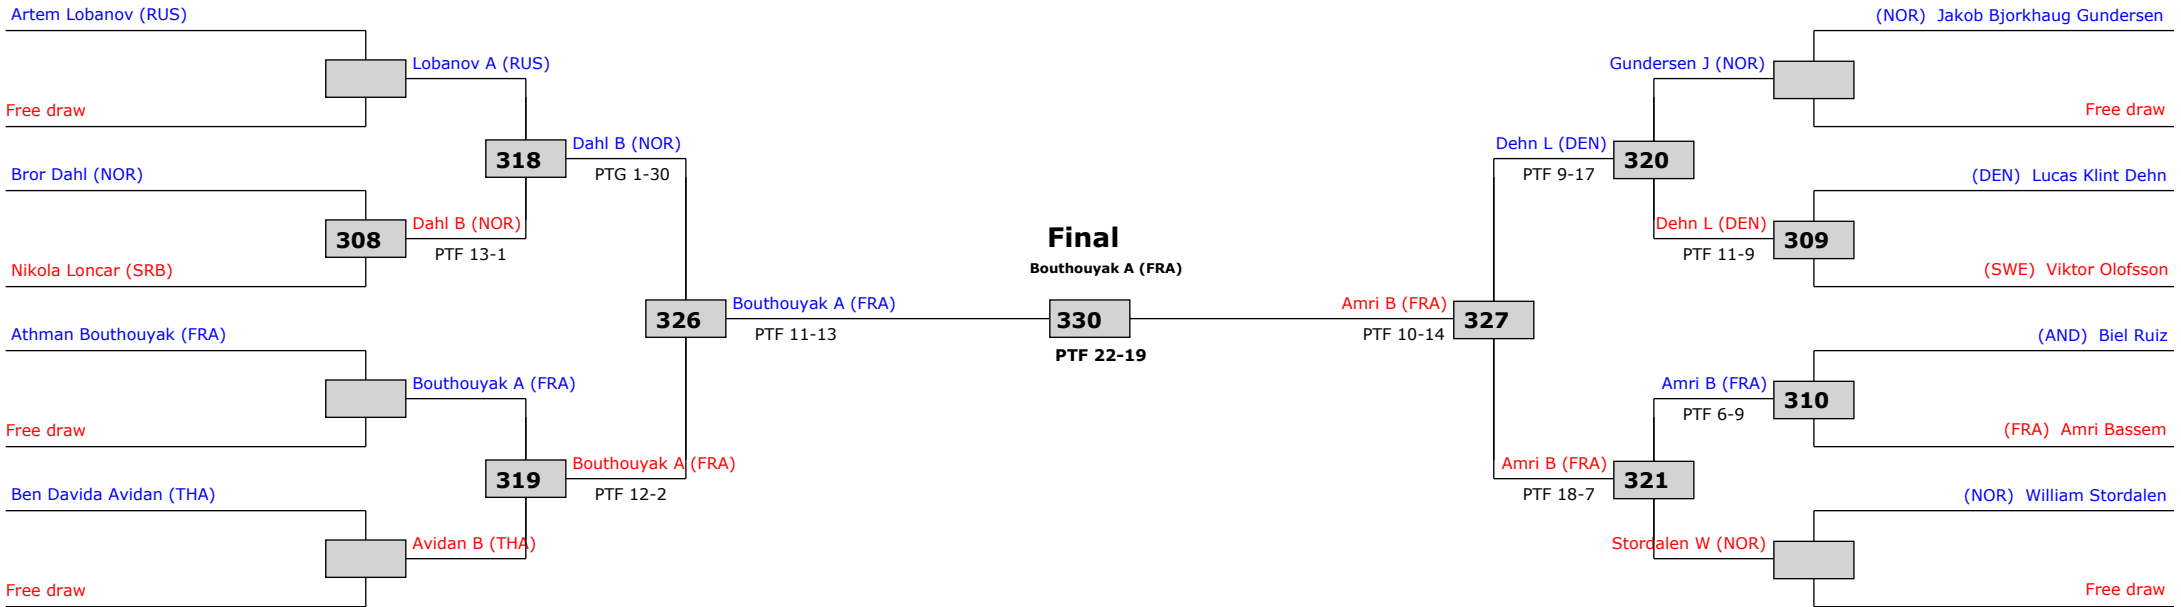 Artem Lobanov (RUS)
Lobanov A (RUS)
Free draw
318
Dahl B (NOR)
PTG 1-30
Bror Dahl (NOR)
308
Dahl B (NOR)
PTF 13-1
Nikola Loncar (SRB)
326
Bouthouyak A (FRA)
PTF 11-13
Athman Bouthouyak (FRA)
Bouthouyak A (FRA)
Free draw
319
Bouthouyak A (FRA)
PTF 12-2
Ben Davida Avidan (THA)
Avidan B (THA)
Free draw
Final
Bouthouyak A (FRA)
330
PTF 22-19
(NOR) Jakob Bjorkhaug Gundersen
Gundersen J (NOR)
Free draw
Dehn L (DEN)
320
PTF 9-17
(DEN) Lucas Klint Dehn
Dehn L (DEN)
309
PTF 11-9
(SWE) Viktor Olofsson
Amri B (FRA)
327
PTF 10-14
(AND) Biel Ruiz
Amri B (FRA)
310
PTF 6-9
(FRA) Amri Bassem
Amri B (FRA)
321
PTF 18-7
(NOR) William Stordalen
Stordalen W (NOR)
Free draw